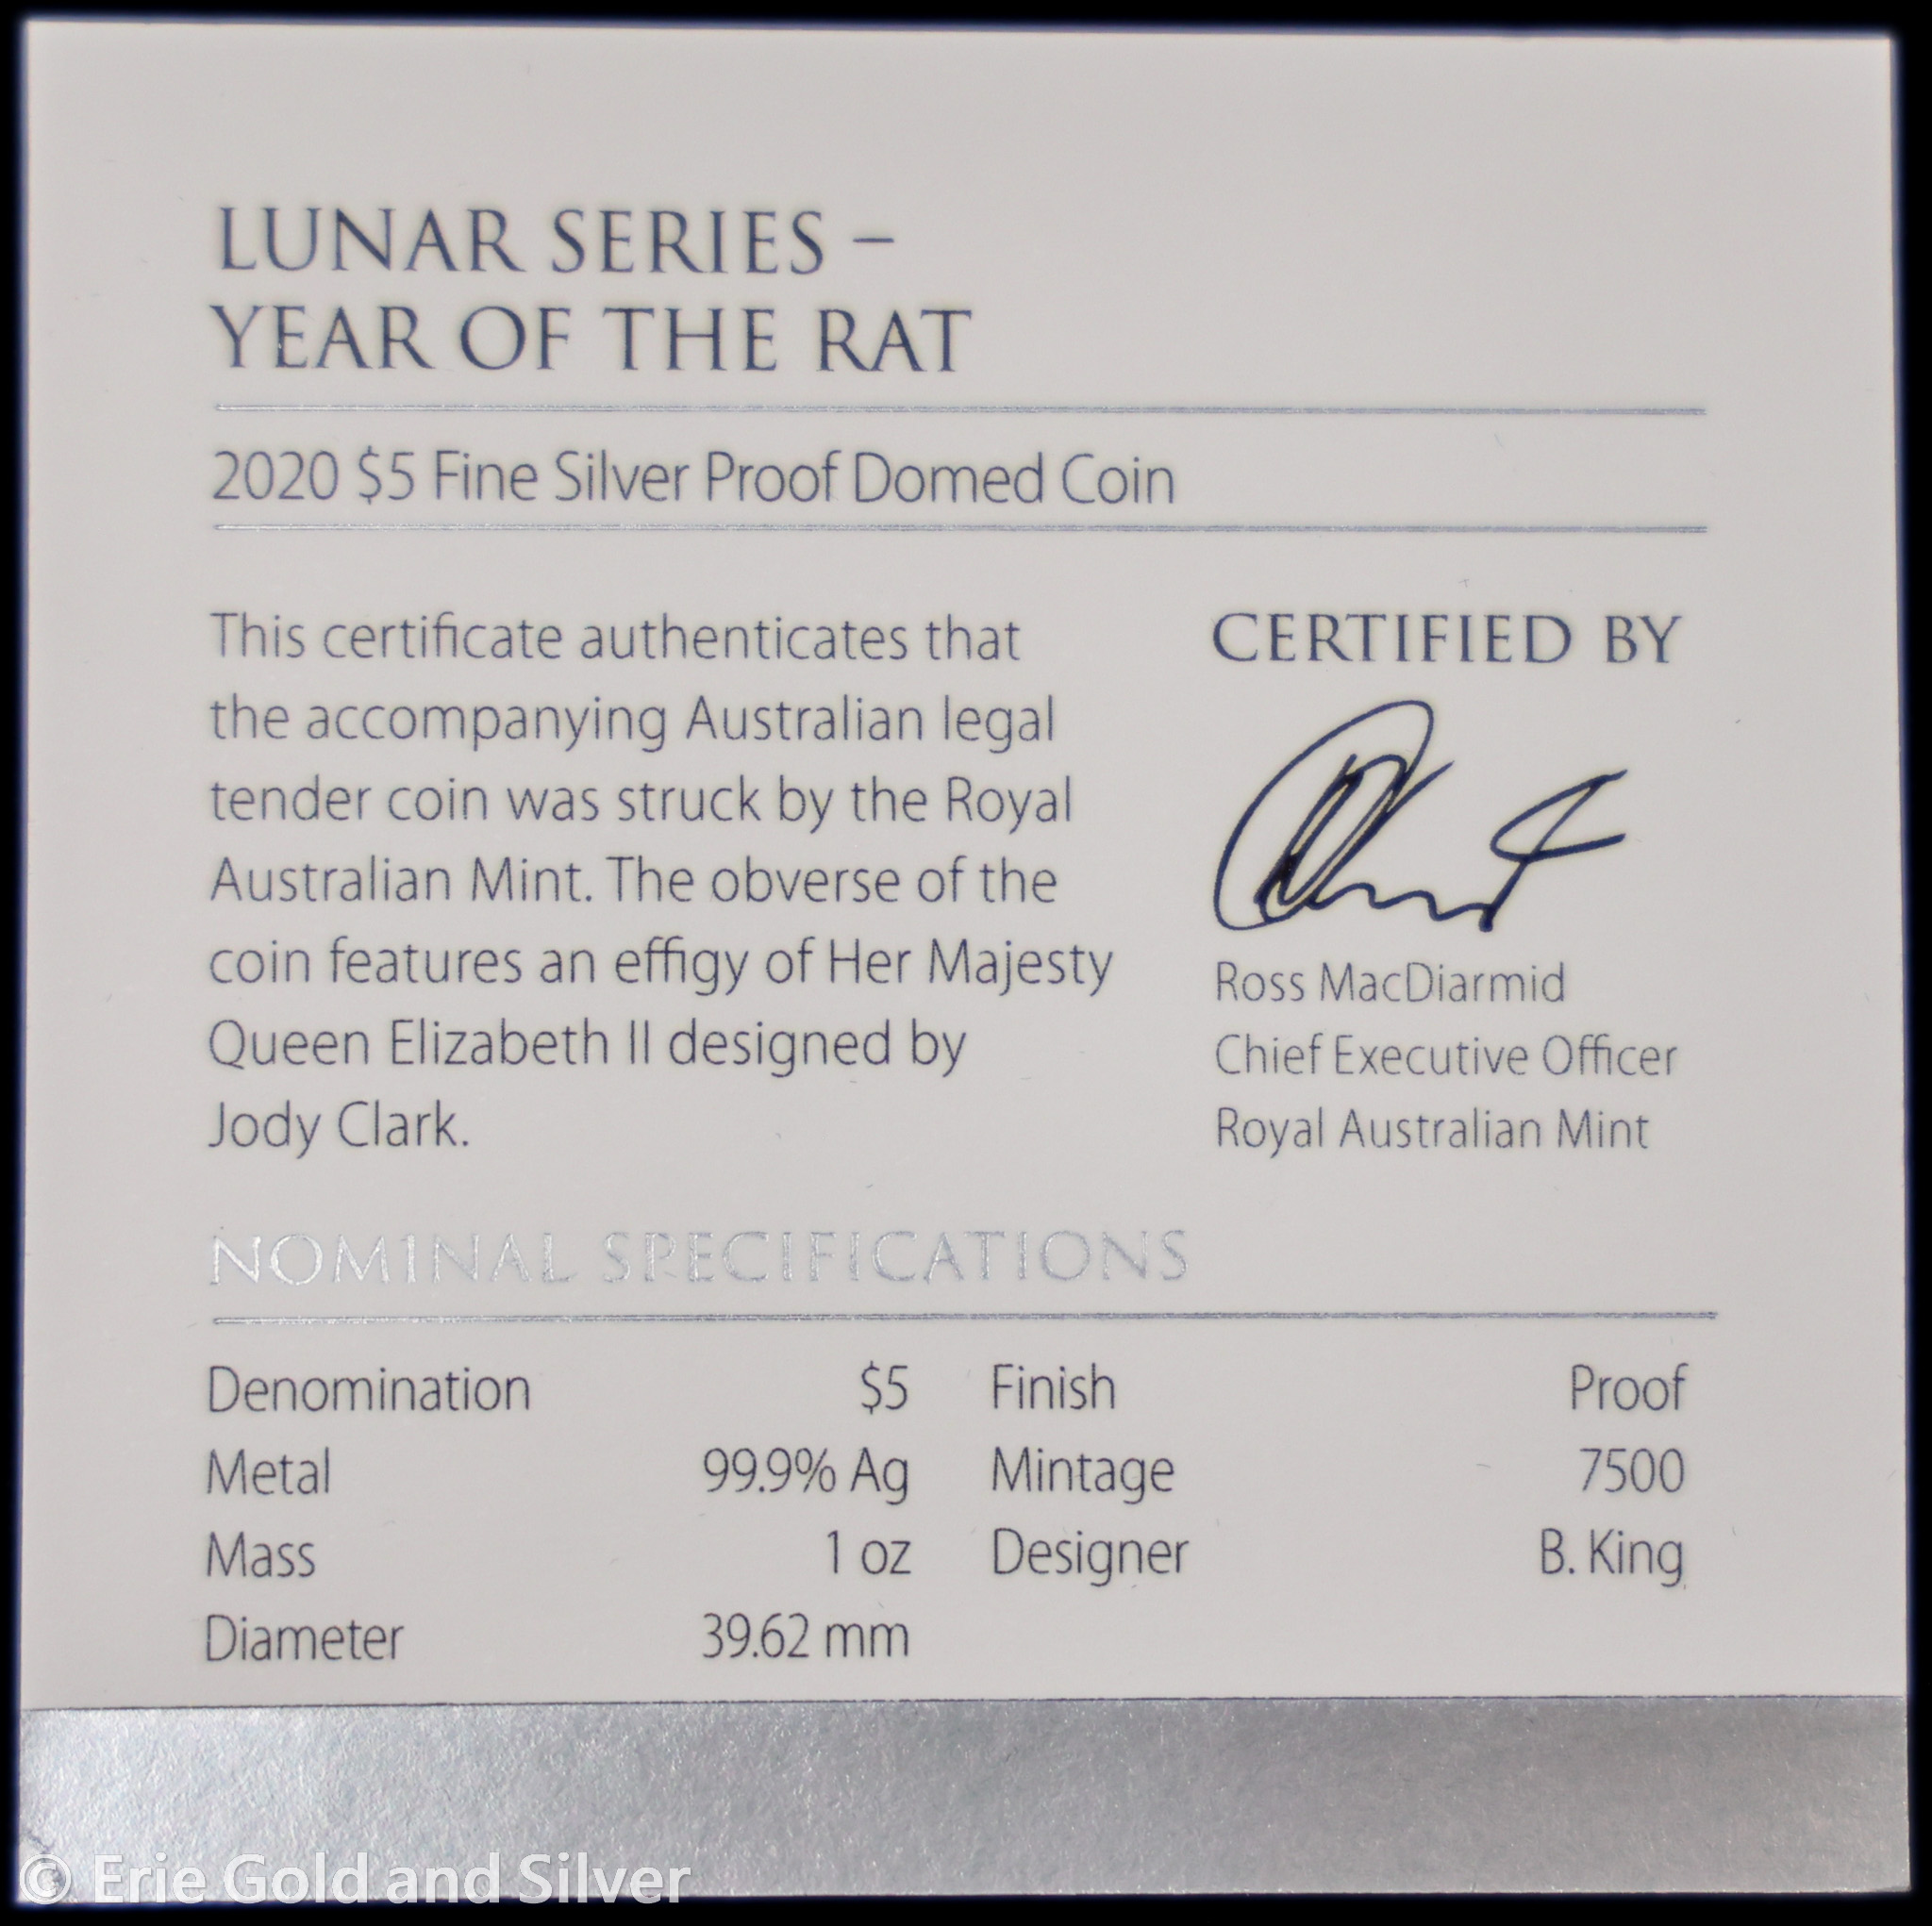 LUNAR SERIES –
YEAR OF THE RAT
2020 $5 Fine Silver Proof Domed Coin
This certificate authenticates that
the accompanying Australian legal
tender coin was struck by the Royal
Australian Mint. The obverse of the
coin features an effigy of Her Majesty
Queen Elizabeth II designed by
Jody Clark.
CERTIFIED BY
Ross MacDiarmid
Chief Executive Officer
Royal Australian Mint
NOMINAL SPECIFICATIONS
Denomination $5 Finish Proof
Metal 99.9% Ag Mintage 7500
Mass 1 oz Designer B. King
Diameter 39.62 mm
© Erie Gold and Silver